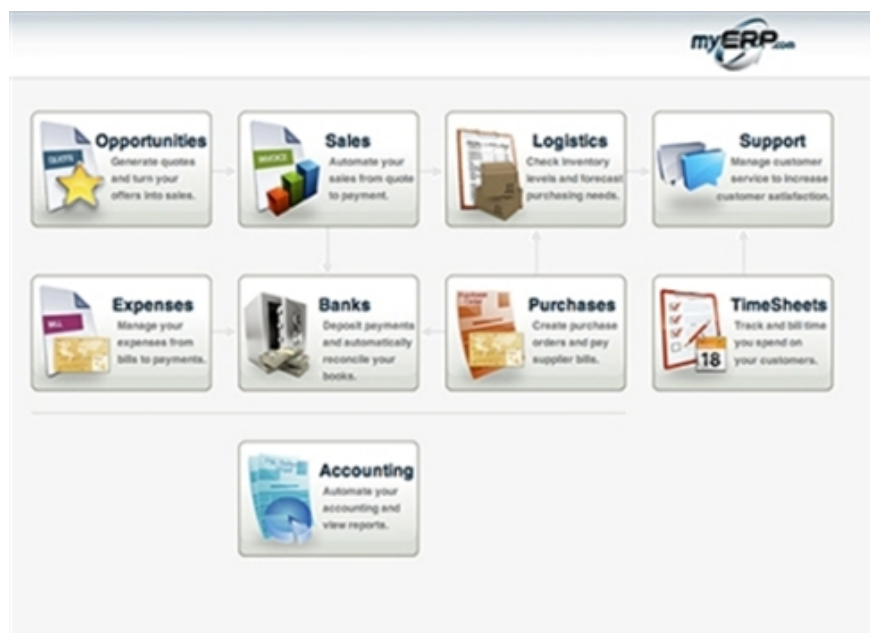 myERP.com
Opportunities
Generate quotes
and turn your
offers into sales.
QUOTE
Sales
Automate your
sales from quote
to payment.
INVOICE
Logistics
Check Inventory
levels and forecast
purchasing needs.
Support
Manage customer
service to increase
customer satisfaction.
Expenses
Manage your
expenses from
bills to payments.
BILL
Banks
Deposit payments
and automatically
reconcile your
books.
Purchases
Create purchase
orders and pay
supplier bills.
Purchase
Order
TimeSheets
Track and bill time
you spend on
your customers.
18
Accounting
Automate your
accounting and
view reports.